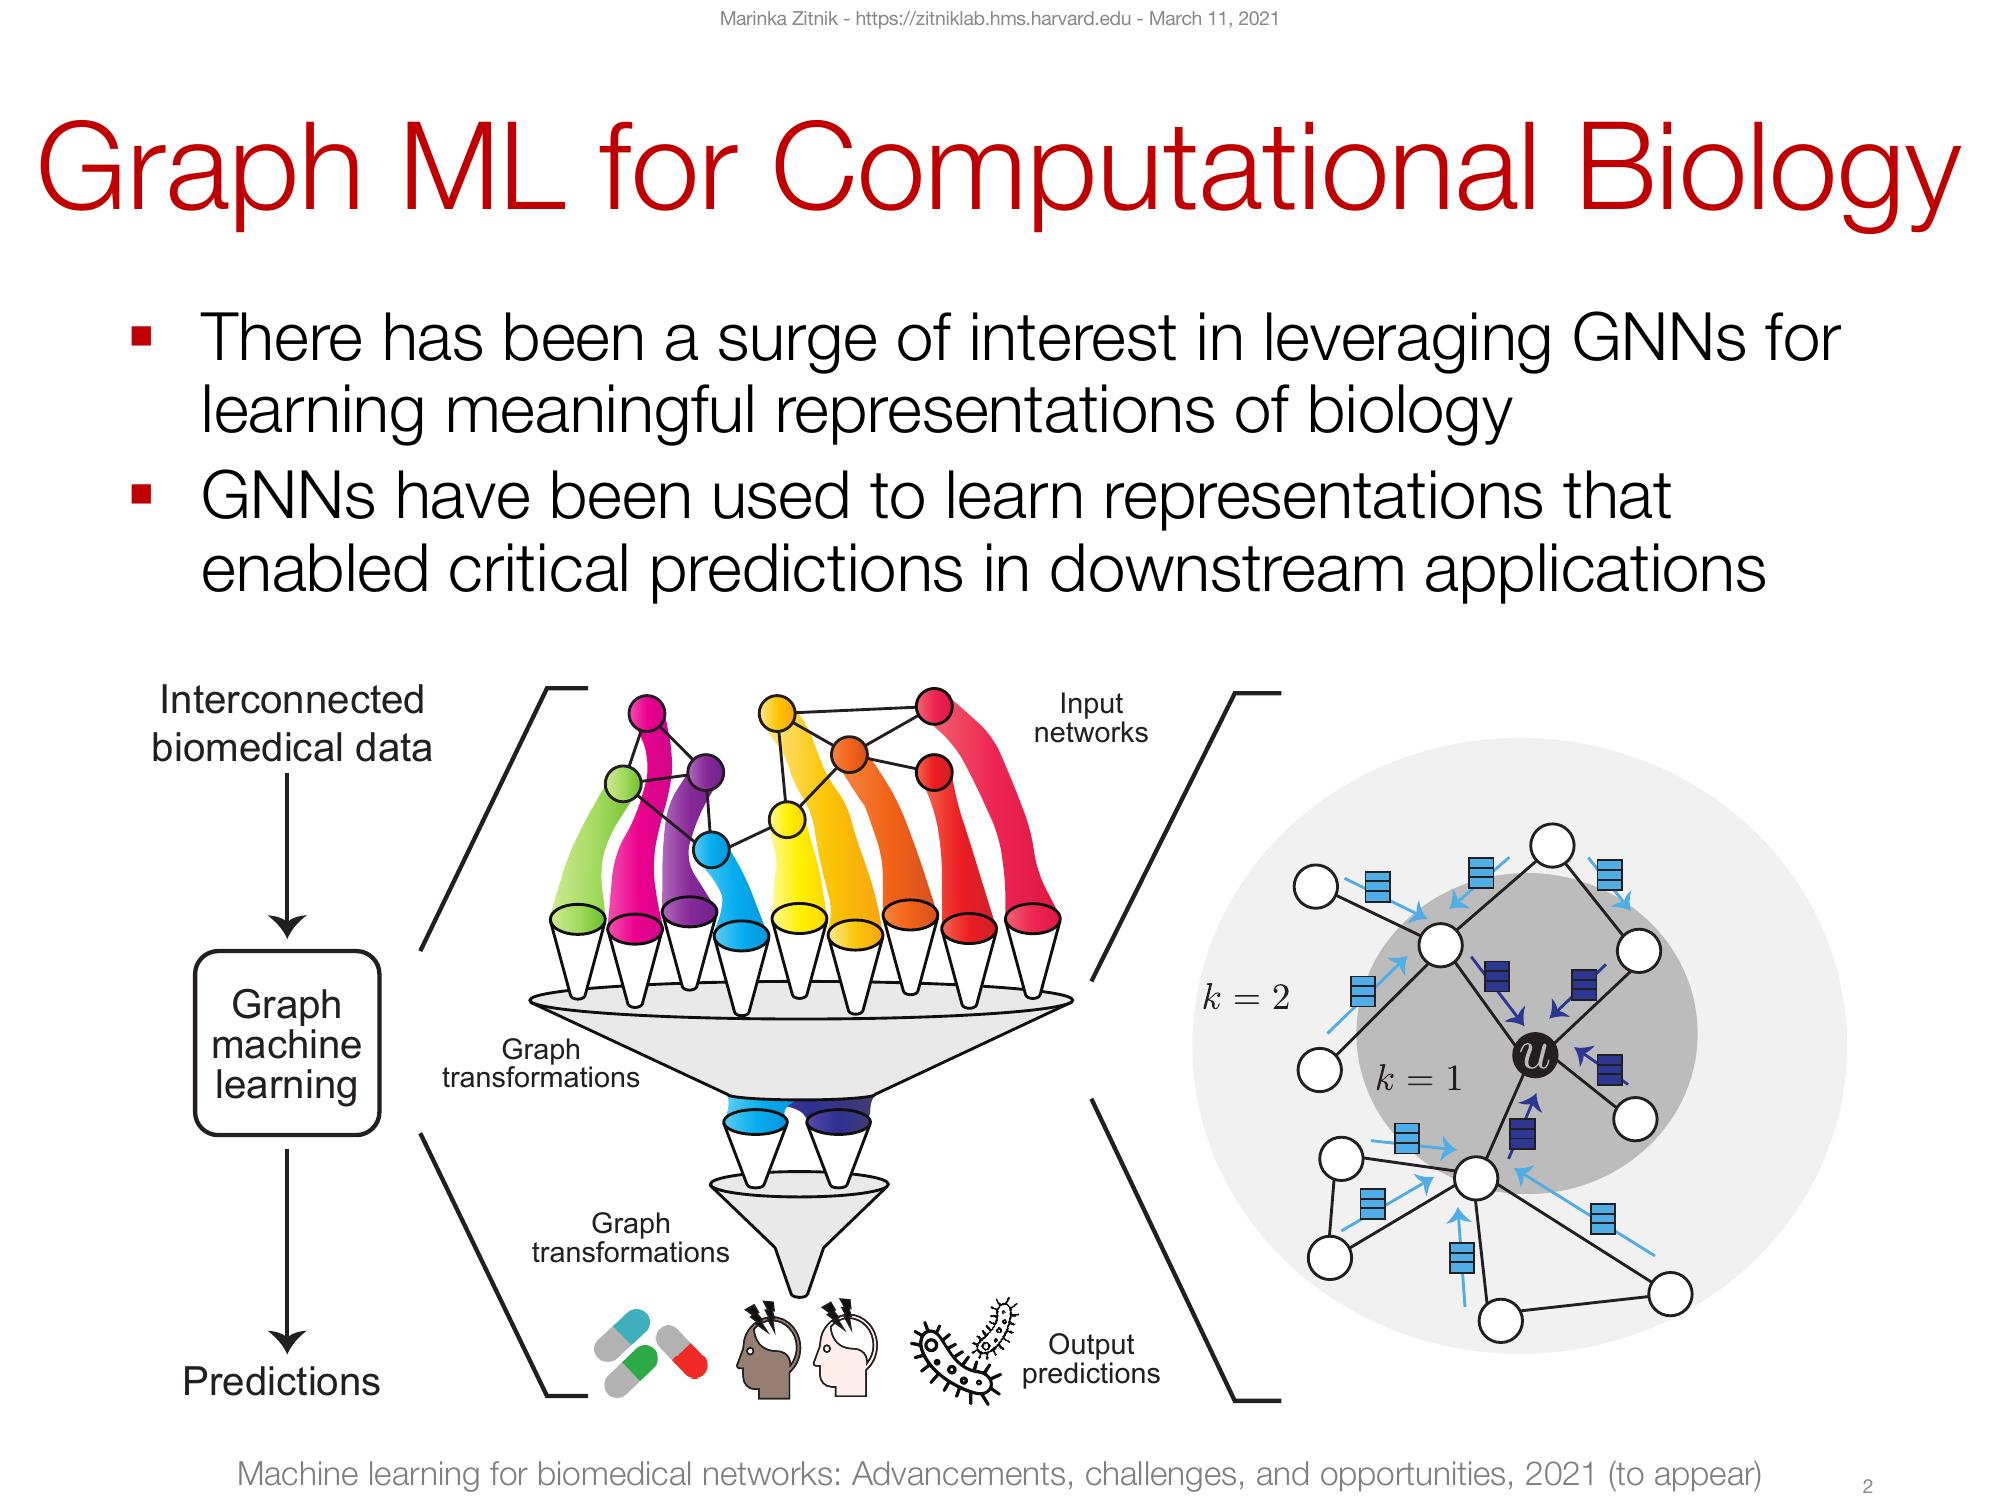 Marinka Zitnik - https://zitniklab.hms.harvard.edu - March 11, 2021
Graph ML for Computational Biology
▪ There has been a surge of interest in leveraging GNNs for
learning meaningful representations of biology
▪ GNNs have been used to learn representations that
enabled critical predictions in downstream applications
Interconnected
biomedical data
Graph
machine
learning
Predictions
Input
networks
Graph
transformations
Graph
transformations
Output
predictions
k = 2
k = 1
u
Machine learning for biomedical networks: Advancements, challenges, and opportunities, 2021 (to appear)
2